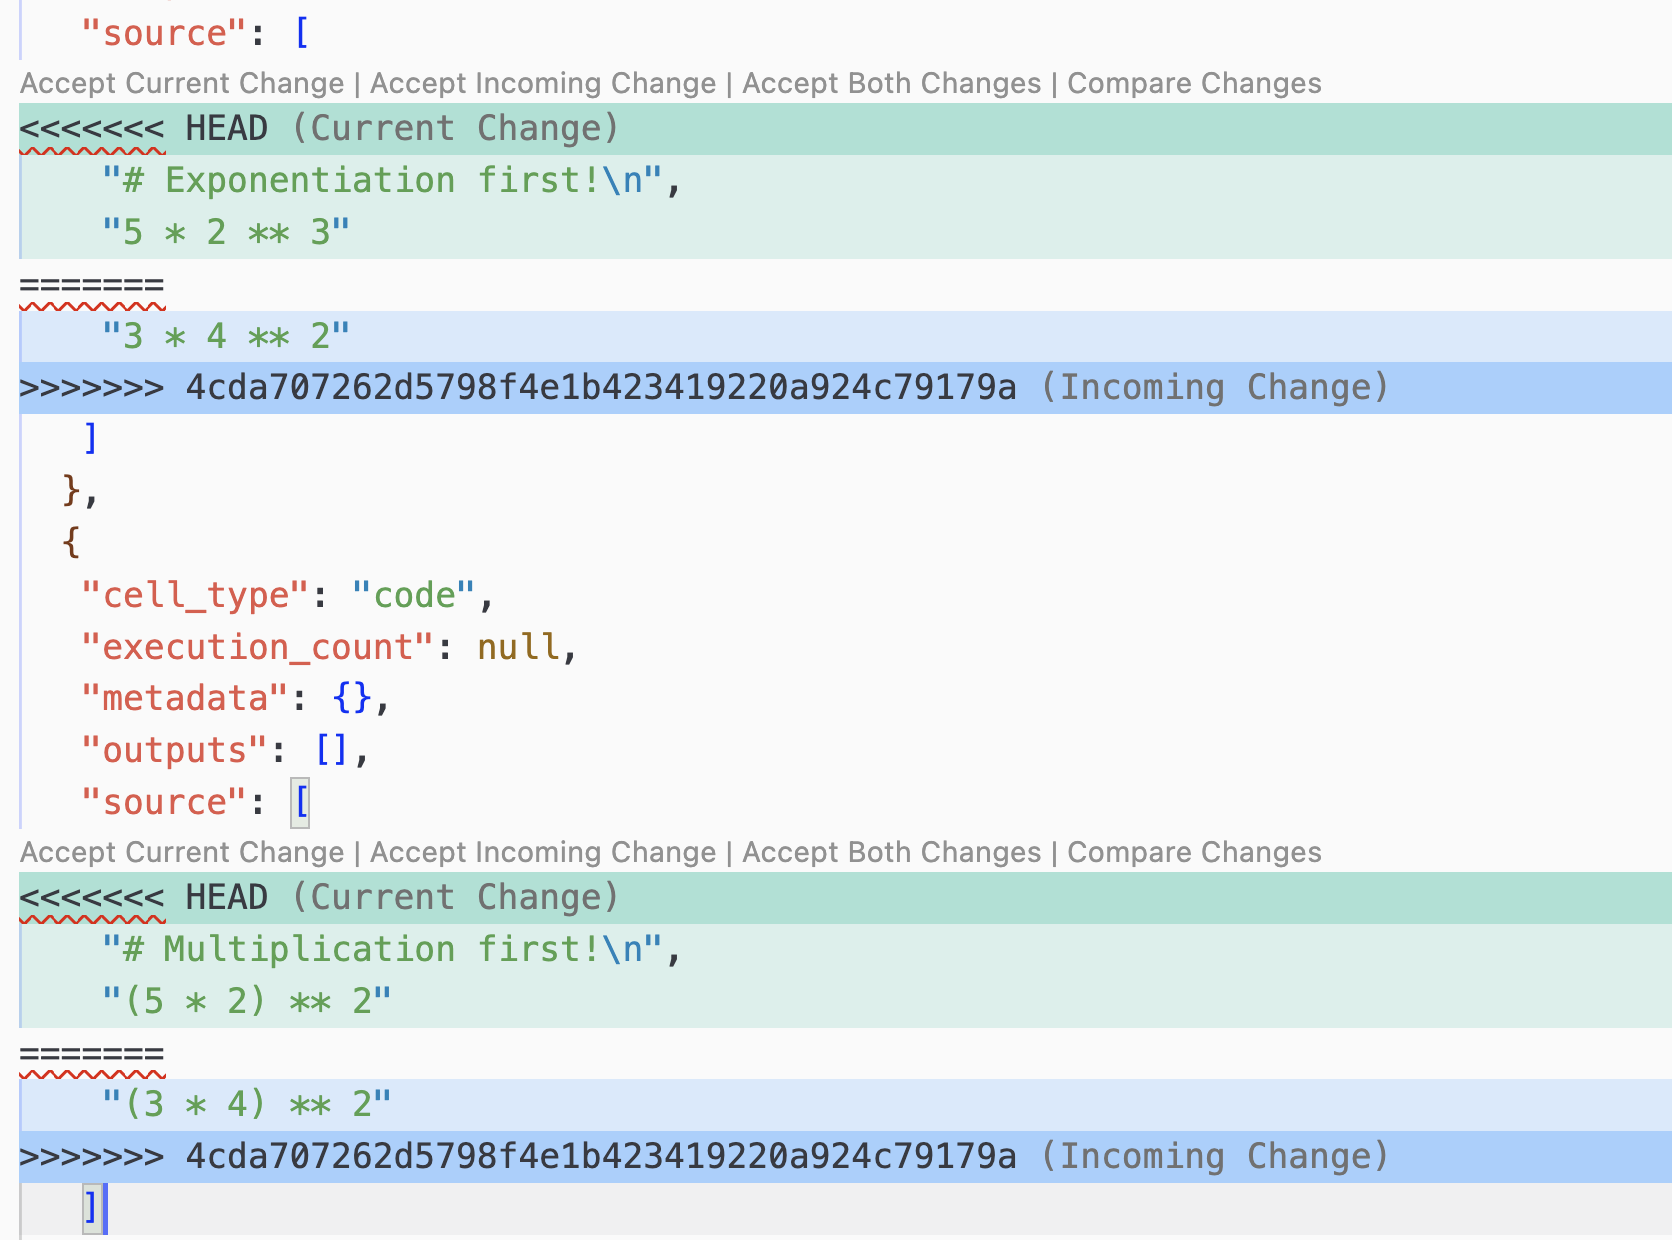 "source": [
Accept Current Change | Accept Incoming Change | Accept Both Changes | Compare Changes
<<<<<<< HEAD (Current Change)
"# Exponentiation first!\n",
"5 * 2 ** 3"
=======
"3 * 4 ** 2"
>>>>>>> 4cda707262d5798f4e1b423419220a924c79179a (Incoming Change)
]
},
{
"cell_type": "code",
"execution_count": null,
"metadata": {},
"outputs": [],
"source": [
Accept Current Change | Accept Incoming Change | Accept Both Changes | Compare Changes
<<<<<<< HEAD (Current Change)
"# Multiplication first!\n",
"(5 * 2) ** 2"
=======
"(3 * 4) ** 2"
>>>>>>> 4cda707262d5798f4e1b423419220a924c79179a (Incoming Change)
]